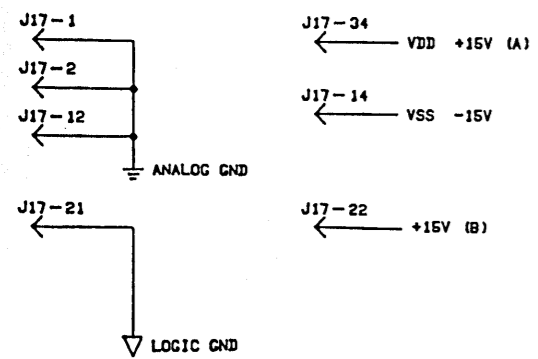 J17-1
J17-2
J17-12
ANALOG GND
J17-21
LOGIC GND
J17-34
VDD +15V (A)
J17-14
VSS -15V
J17-22
+15V (B)